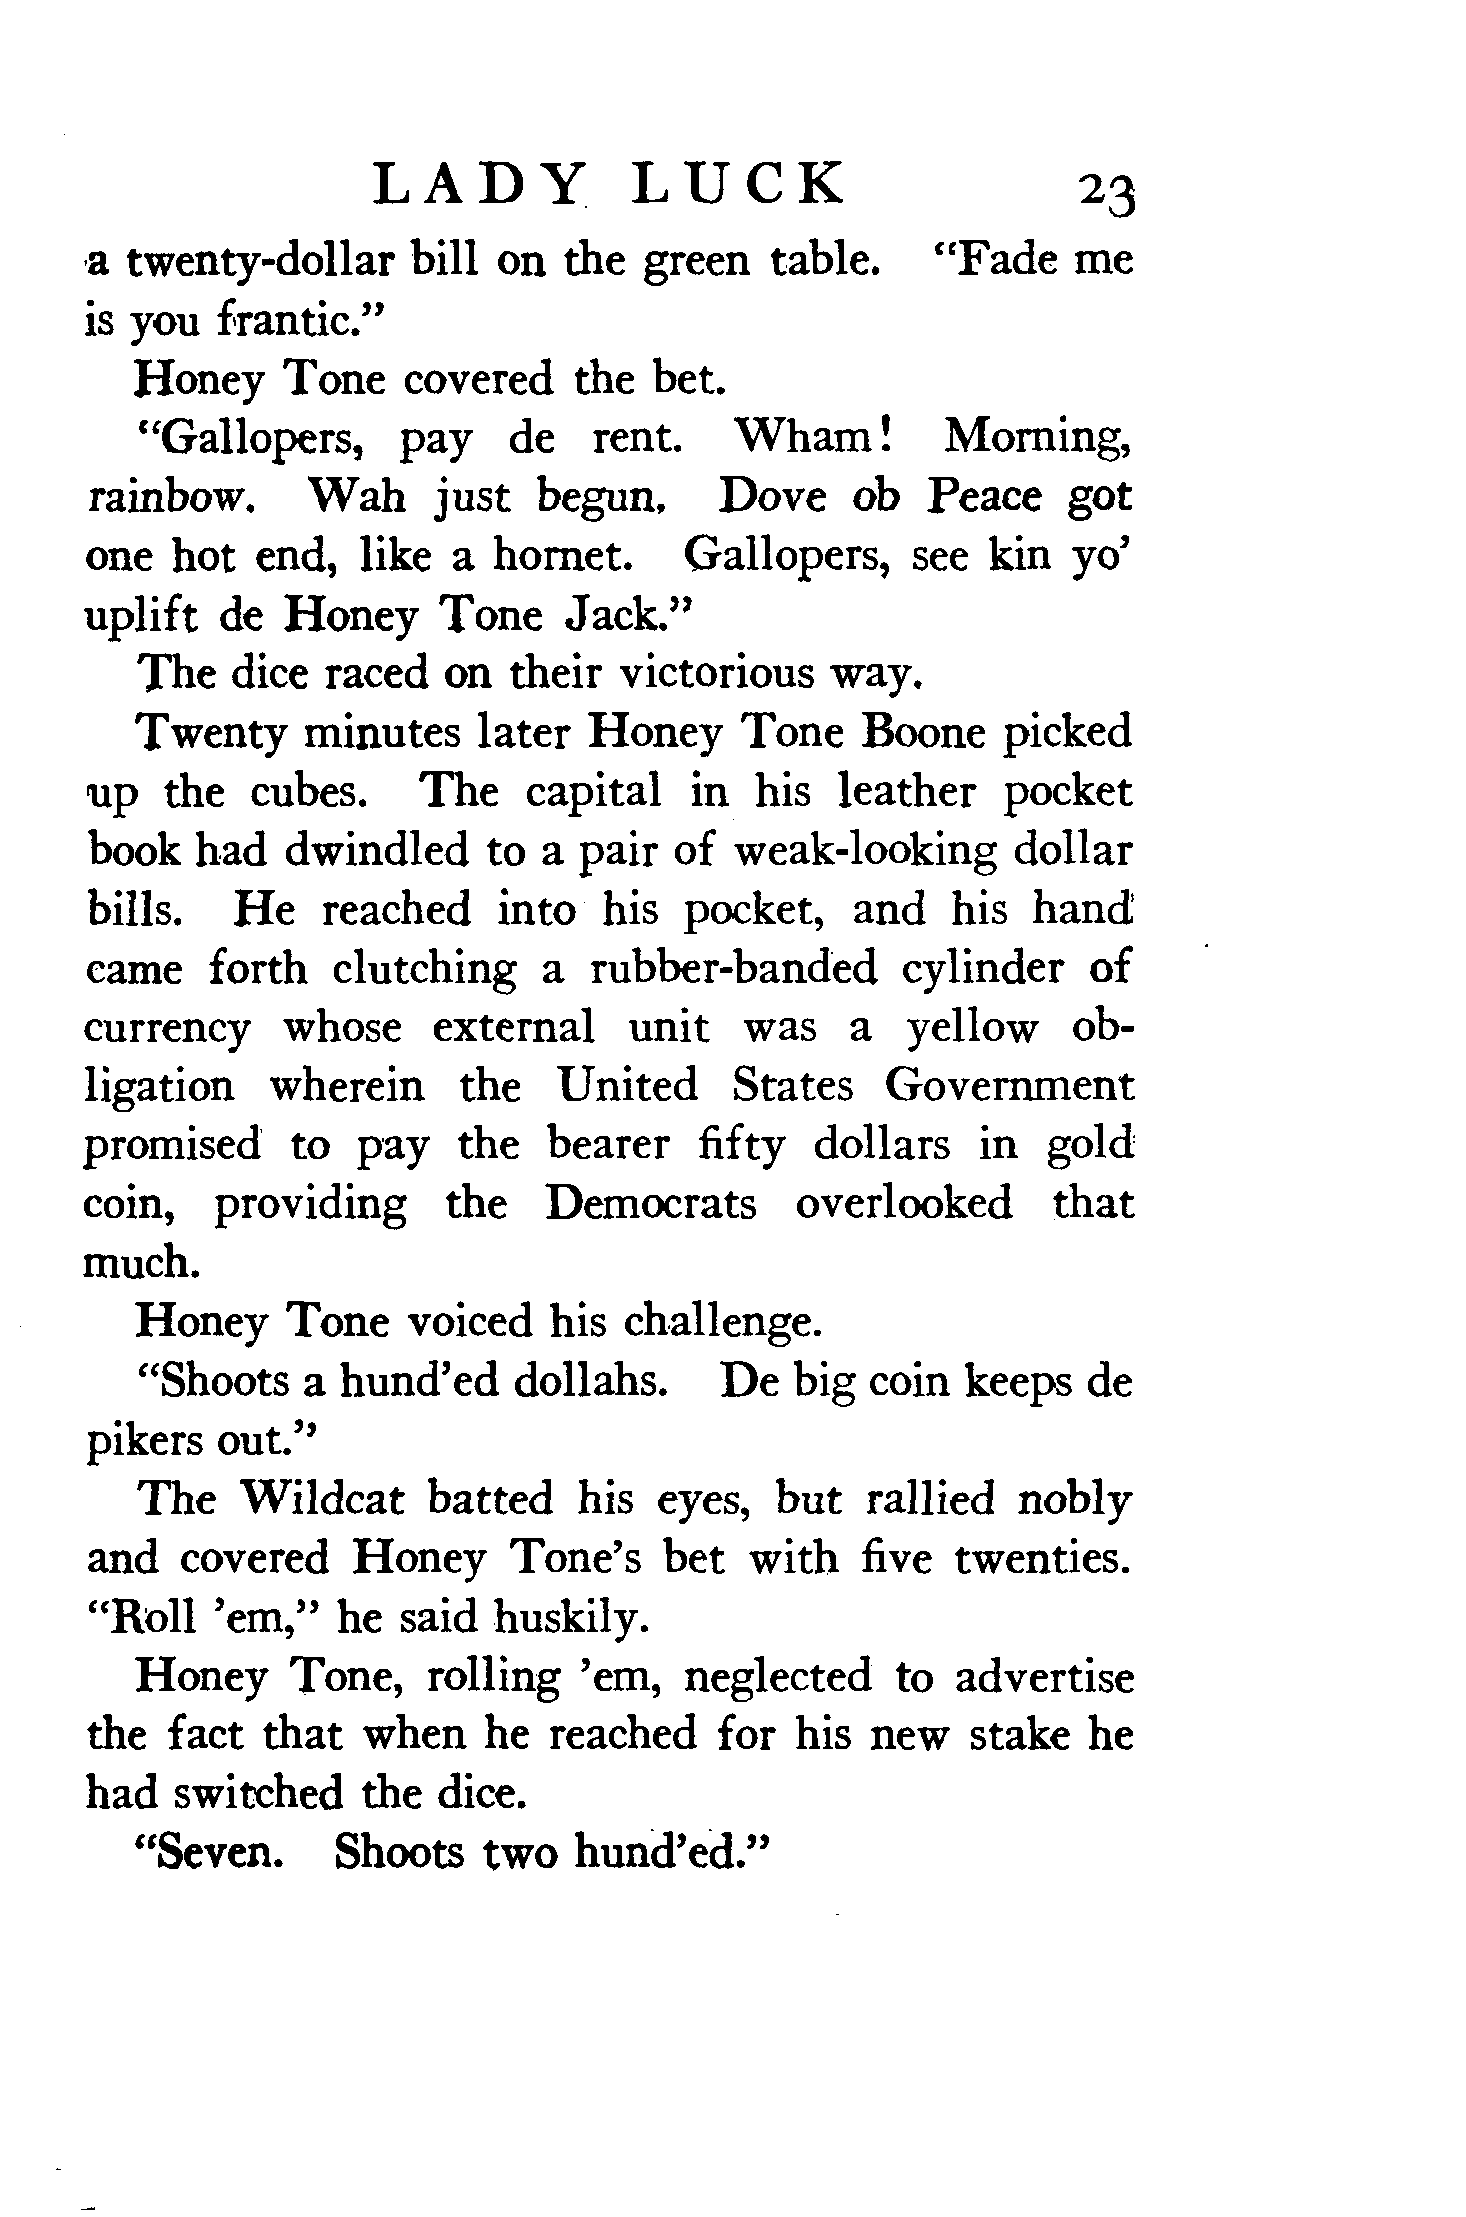 LADY LUCK 23
a twenty-dollar bill on the green table. “Fade me
is you frantic.”
Honey Tone covered the bet.
“Gallopers, pay de rent. Wham! Morning,
rainbow. Wah just begun. Dove ob Peace got
one hot end, like a hornet. Gallopers, see kin yo’
uplift de Honey Tone Jack.”
The dice raced on their victorious way.
Twenty minutes later Honey Tone Boone picked
up the cubes. The capital in his leather pocket
book had dwindled to a pair of weak-looking dollar
bills. He reached into his pocket, and his hand
came forth clutching a rubber-banded cylinder of
currency whose external unit was a yellow ob-
ligation wherein the United States Government
promised to pay the bearer fifty dollars in gold
coin, providing the Democrats overlooked that
much.
Honey Tone voiced his challenge.
“Shoots a hund’ed dollahs. De big coin keeps de
pikers out.”
The Wildcat batted his eyes, but rallied nobly
and covered Honey Tone’s bet with five twenties.
“Roll ’em,” he said huskily.
Honey Tone, rolling ’em, neglected to advertise
the fact that when he reached for his new stake he
had switched the dice.
“Seven. Shoots two hund’ed.”